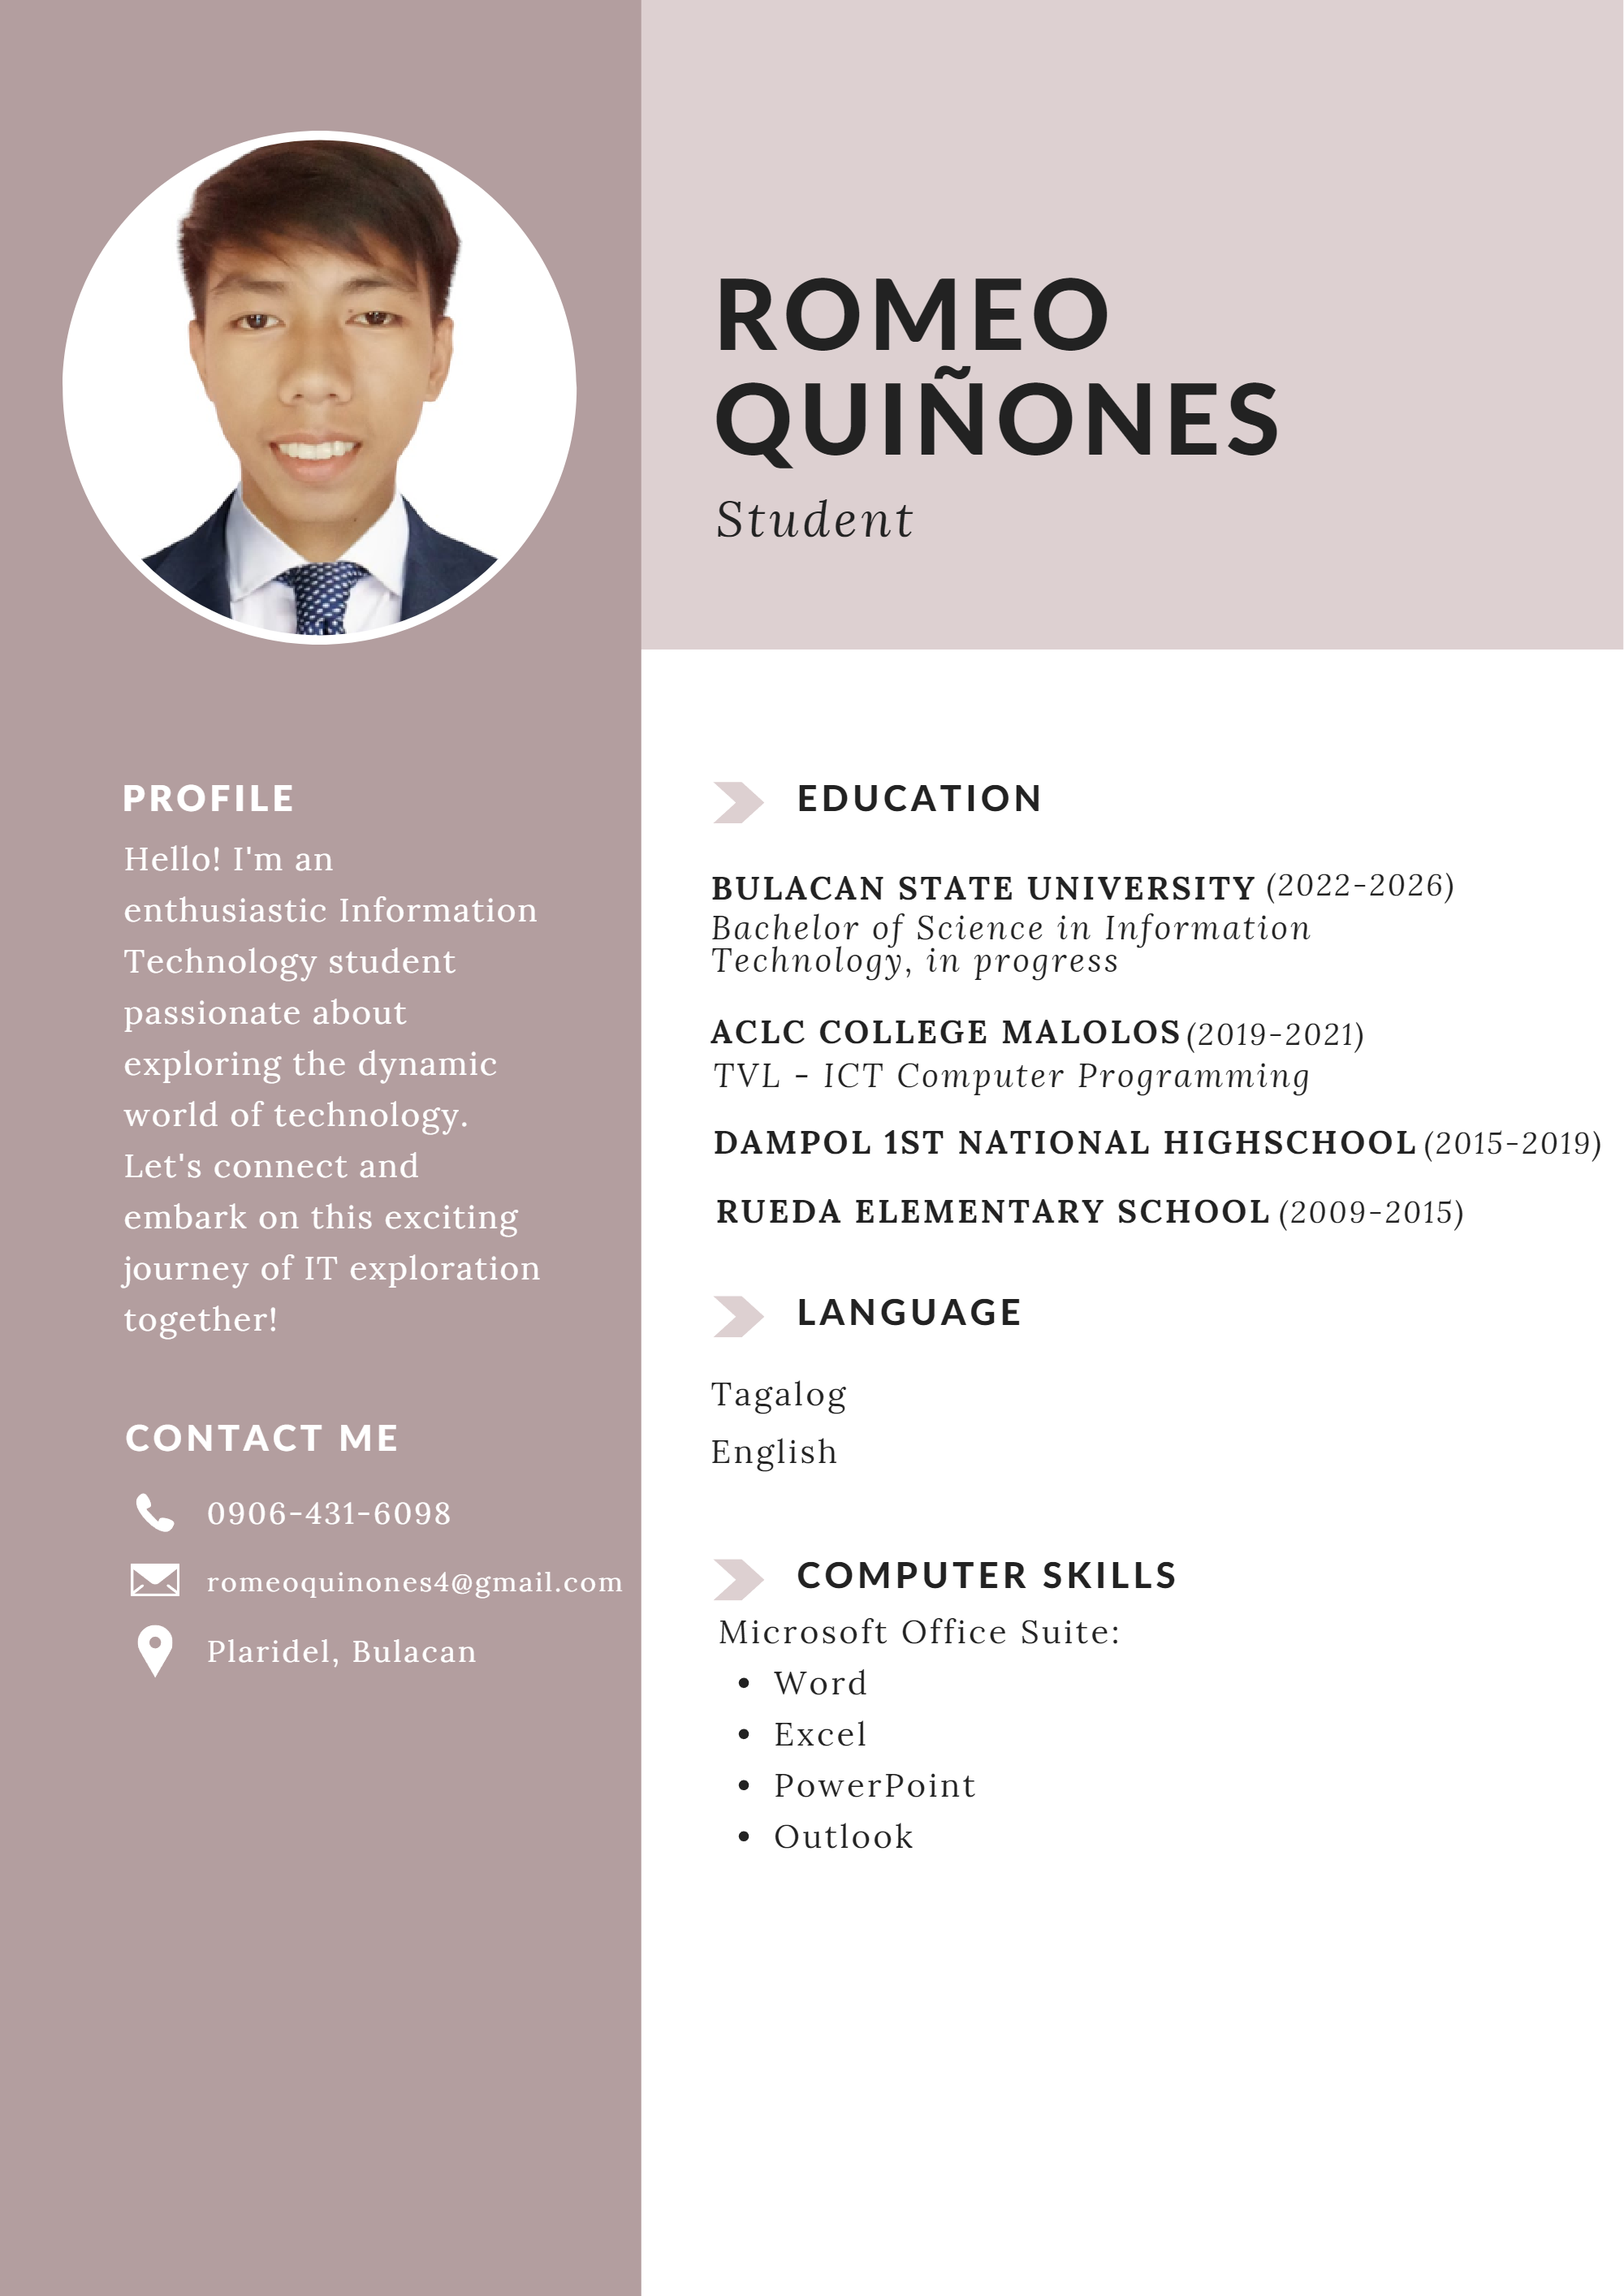 ROMEO
QUIÑONES
Student
PROFILE
Hello! I'm an
enthusiastic Information
Technology student
passionate about
exploring the dynamic
world of technology.
Let's connect and
embark on this exciting
journey of IT exploration
together!
CONTACT ME
0906-431-6098
romeoquinones4@gmail.com
Plaridel, Bulacan
EDUCATION
BULACAN STATE UNIVERSITY (2022-2026)
Bachelor of Science in Information
Technology, in progress
ACLC COLLEGE MALOLOS (2019-2021)
TVL - ICT Computer Programming
DAMPOL 1ST NATIONAL HIGHSCHOOL (2015-2019)
RUEDA ELEMENTARY SCHOOL (2009-2015)
LANGUAGE
Tagalog
English
COMPUTER SKILLS
Microsoft Office Suite:
• Word
• Excel
• PowerPoint
• Outlook